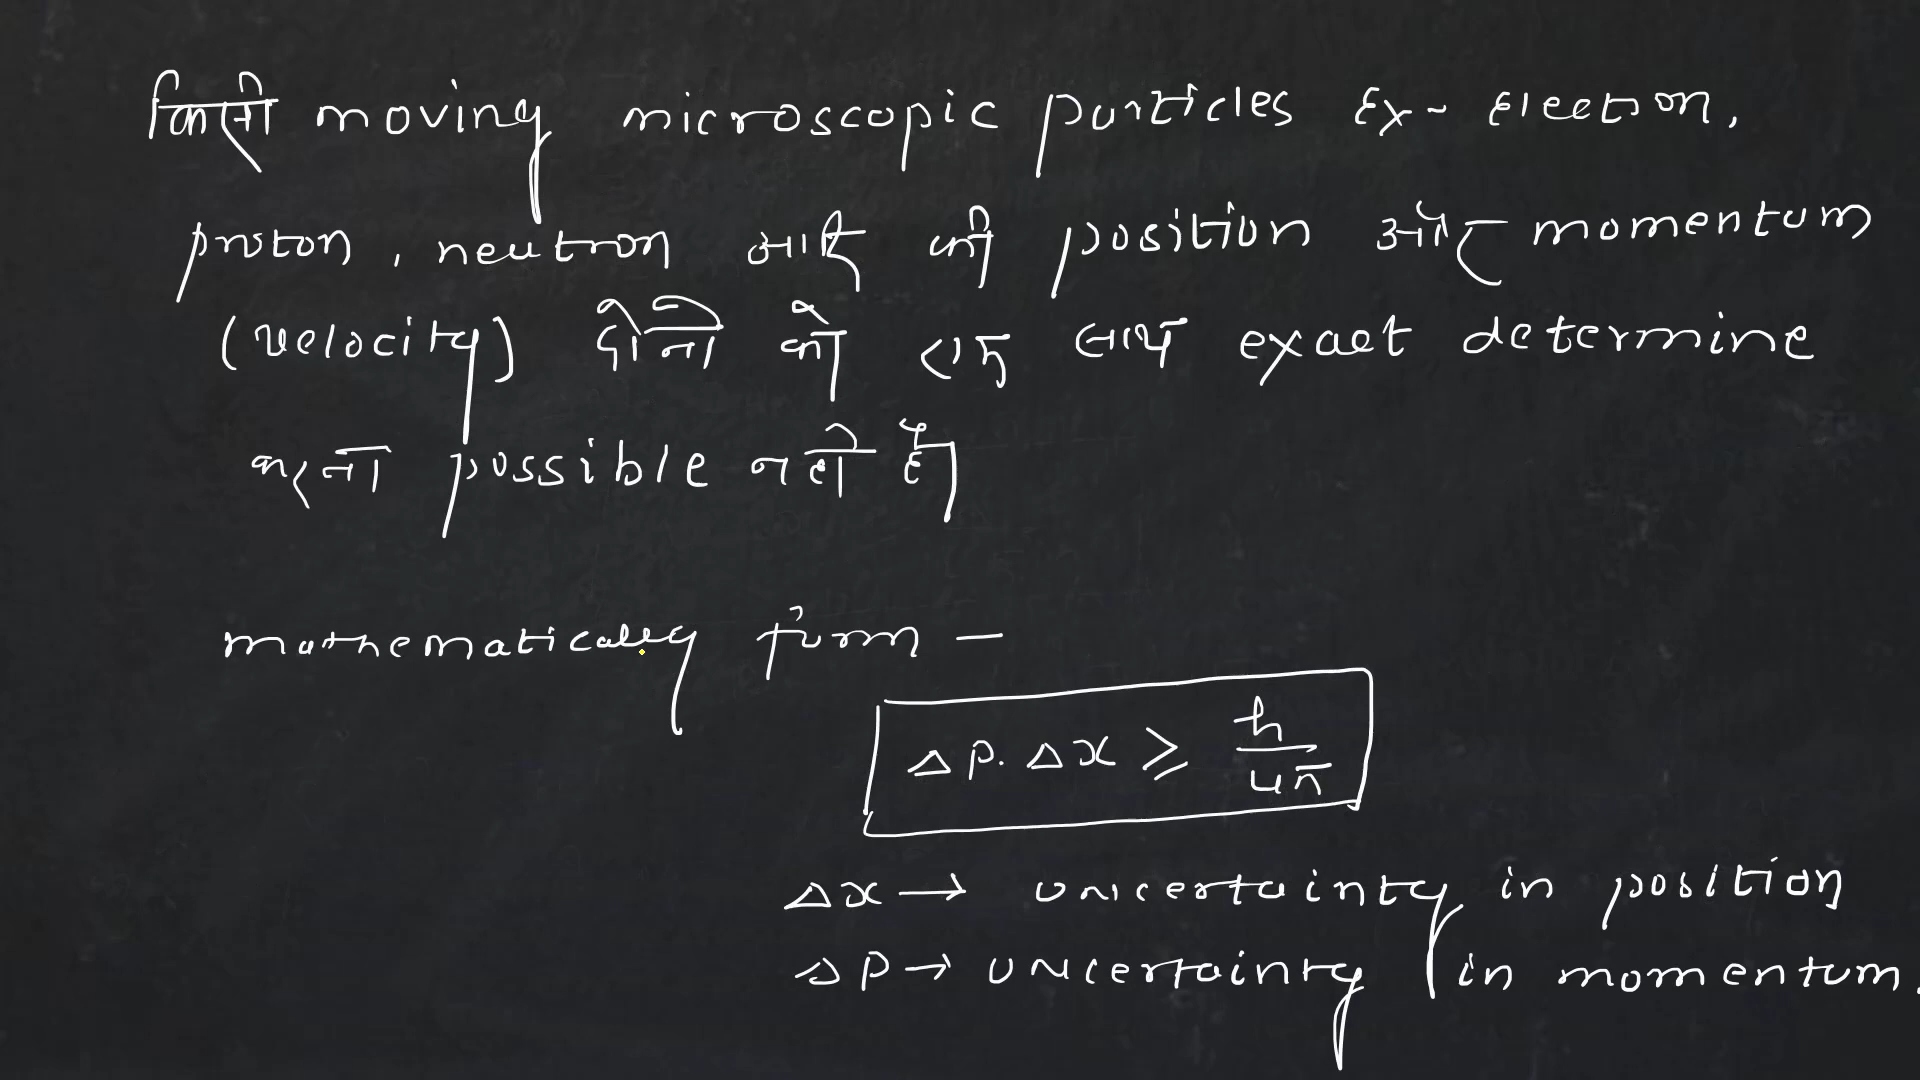 किसी moving microscopic particles Ex- Electron,
proton, neutron आदि की position और momentum
(velocity) दोनो को एक साथ exact determine
करना possible नही है।
mathematically form –
Δp. Δx ≥ h/4π
Δx → uncertainty in position
Δp → uncertainty in momentum.